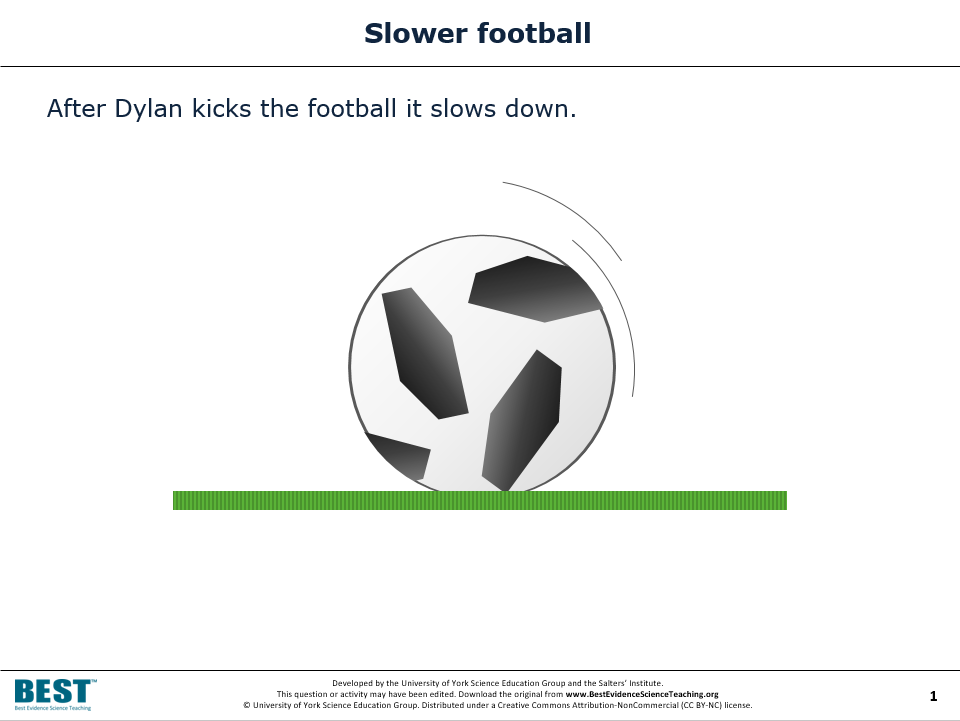 Slower football
After Dylan kicks the football it slows down.
BEST™
Best Evidence Science Teaching
Developed by the University of York Science Education Group and the Salters’ Institute.
This question or activity may have been edited. Download the original from www.BestEvidenceScienceTeaching.org
© University of York Science Education Group. Distributed under a Creative Commons Attribution-NonCommercial (CC BY-NC) license.
1